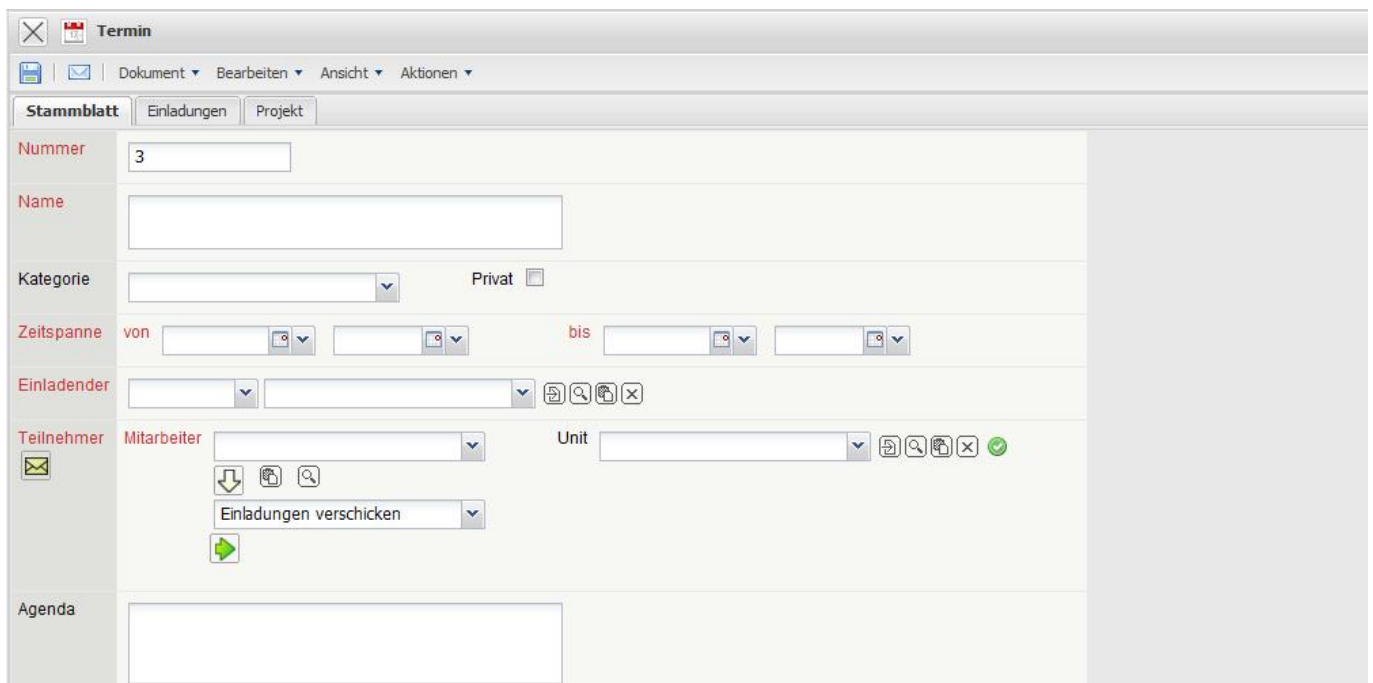 Termin
Dokument Bearbeiten Ansicht Aktionen
Stammblatt Einladungen Projekt
Nummer 3
Name
Kategorie Privat
Zeitspanne von bis
Einladender
Teilnehmer Mitarbeiter Unit
Einladungen verschicken
Agenda